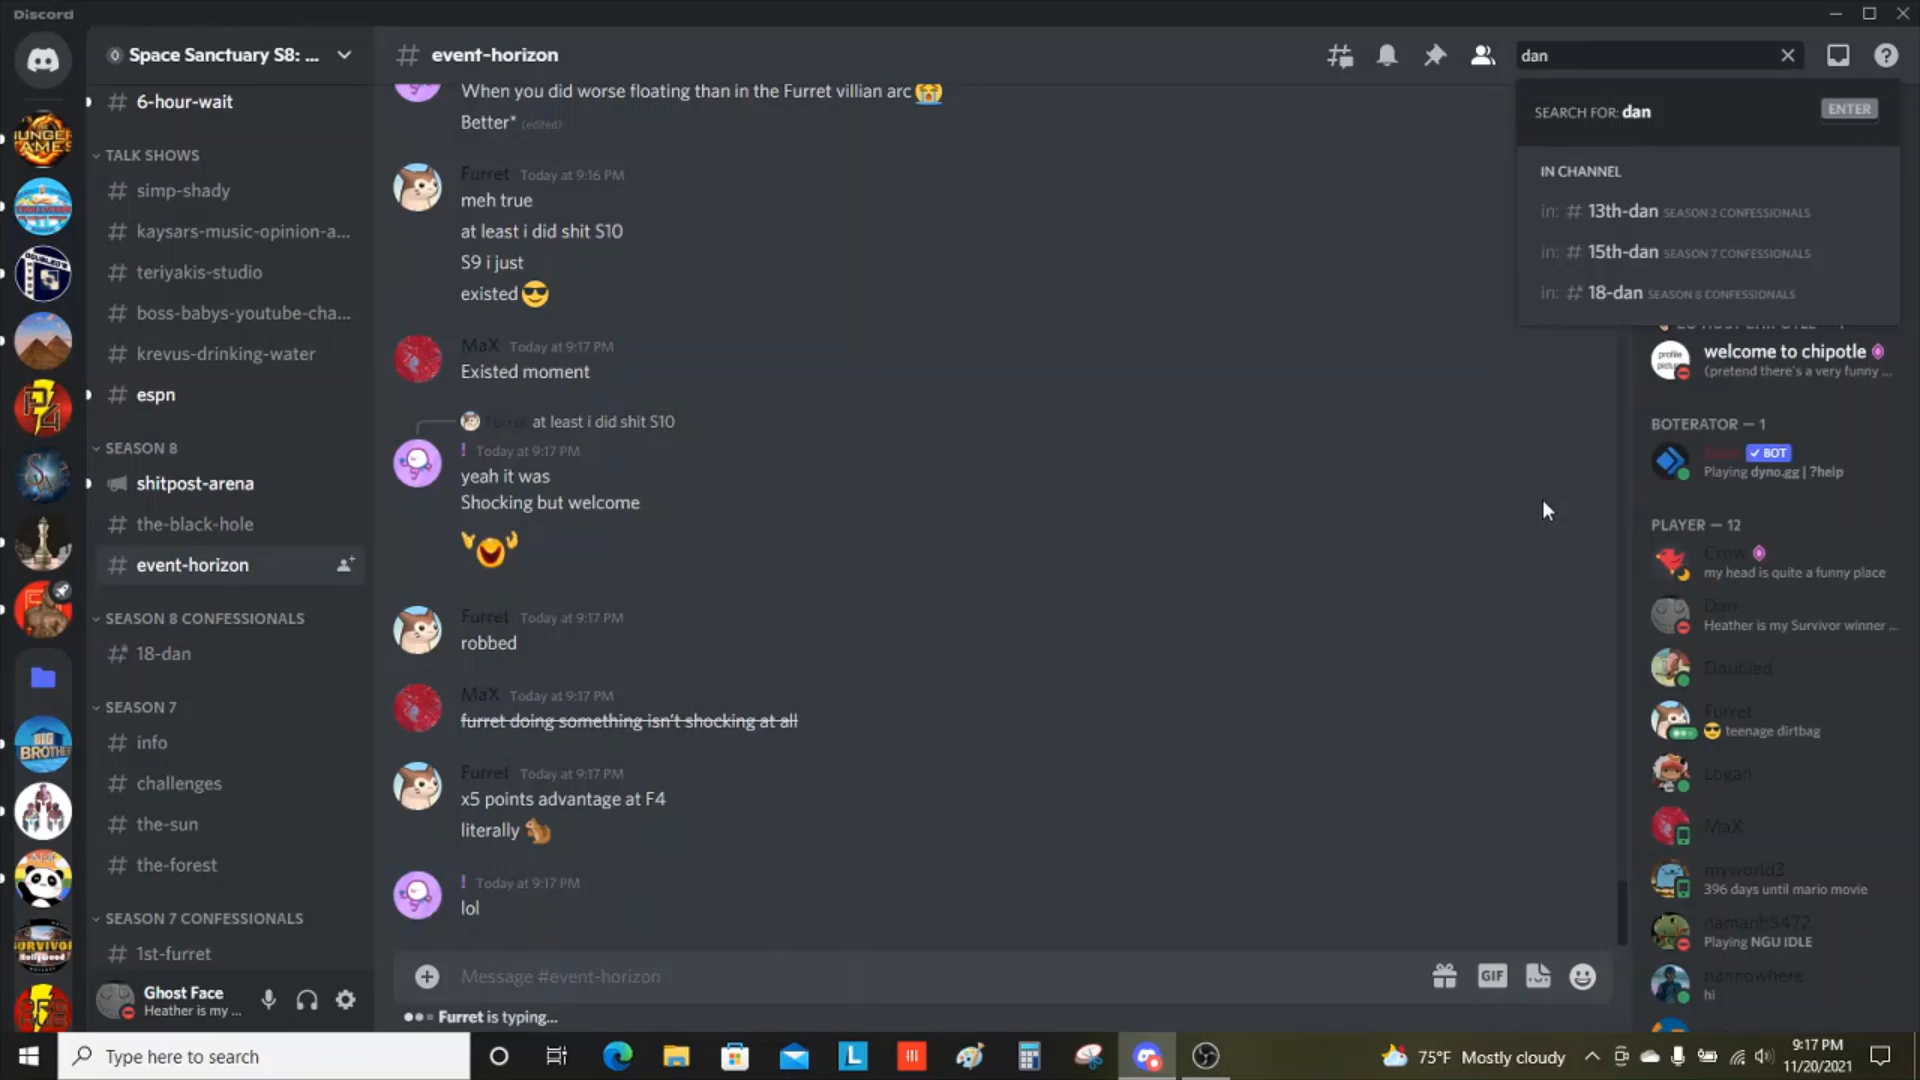 Discord
Space Sanctuary S8: ...
event-horizon
dan
6-hour-wait
TALK SHOWS
simp-shady
kaysars-music-opinion-a...
teriyakis-studio
boss-babys-youtube-cha...
krevus-drinking-water
espn
SEASON 8
shitpost-arena
the-black-hole
event-horizon
SEASON 8 CONFESSIONALS
18-dan
SEASON 7
info
challenges
the-sun
the-forest
SEASON 7 CONFESSIONALS
1st-furret
Ghost Face
Heather is my ...
When you did worse floating than in the Furret villian arc
Better* (edited)
Furret Today at 9:16 PM
meh true
at least i did shit S10
S9 i just
existed
MaX Today at 9:17 PM
Existed moment
Furret at least i did shit S10
! Today at 9:17 PM
yeah it was
Shocking but welcome
Furret Today at 9:17 PM
robbed
MaX Today at 9:17 PM
furret doing something isn't shocking at all
Furret Today at 9:17 PM
x5 points advantage at F4
literally
! Today at 9:17 PM
lol
Message #event-horizon
GIF
Furret is typing...
SEARCH FOR: dan
ENTER
IN CHANNEL
in: # 13th-dan SEASON 2 CONFESSIONALS
in: # 15th-dan SEASON 7 CONFESSIONALS
in: # 18-dan SEASON 8 CONFESSIONALS
welcome to chipotle
(pretend there's a very funny ...
BOTERATOR — 1
BOT
Playing dyno.gg | ?help
PLAYER — 12
Crow
my head is quite a funny place
Dan
Heather is my Survivor winner ...
Doubled
Furret
teenage dirtbag
Logan
MaX
myworld3
396 days until mario movie
namanh5472
Playing NGU IDLE
nannowhere
hi
Type here to search
75°F Mostly cloudy
9:17 PM
11/20/2021